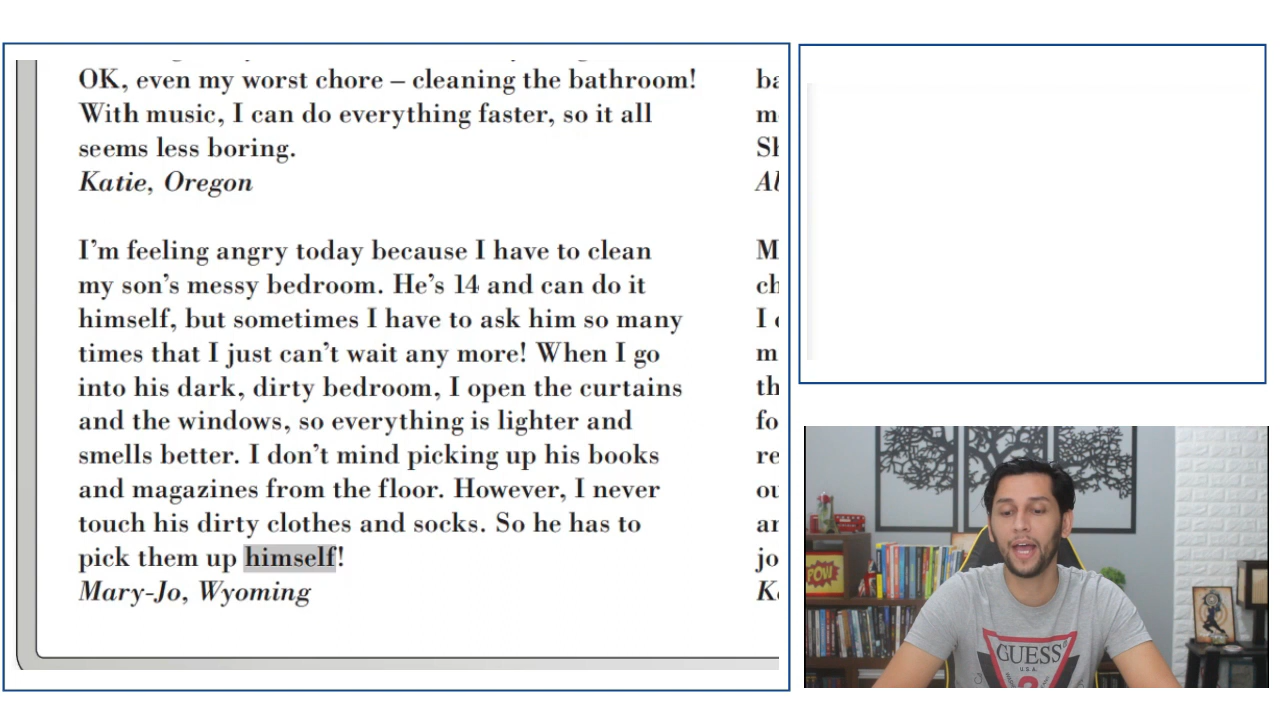 OK, even my worst chore – cleaning the bathroom!
With music, I can do everything faster, so it all
seems less boring.
Katie, Oregon
I'm feeling angry today because I have to clean
my son's messy bedroom. He's 14 and can do it
himself, but sometimes I have to ask him so many
times that I just can't wait any more! When I go
into his dark, dirty bedroom, I open the curtains
and the windows, so everything is lighter and
smells better. I don't mind picking up his books
and magazines from the floor. However, I never
touch his dirty clothes and socks. So he has to
pick them up himself!
Mary-Jo, Wyoming
POW!
GUESS
U.S.A.